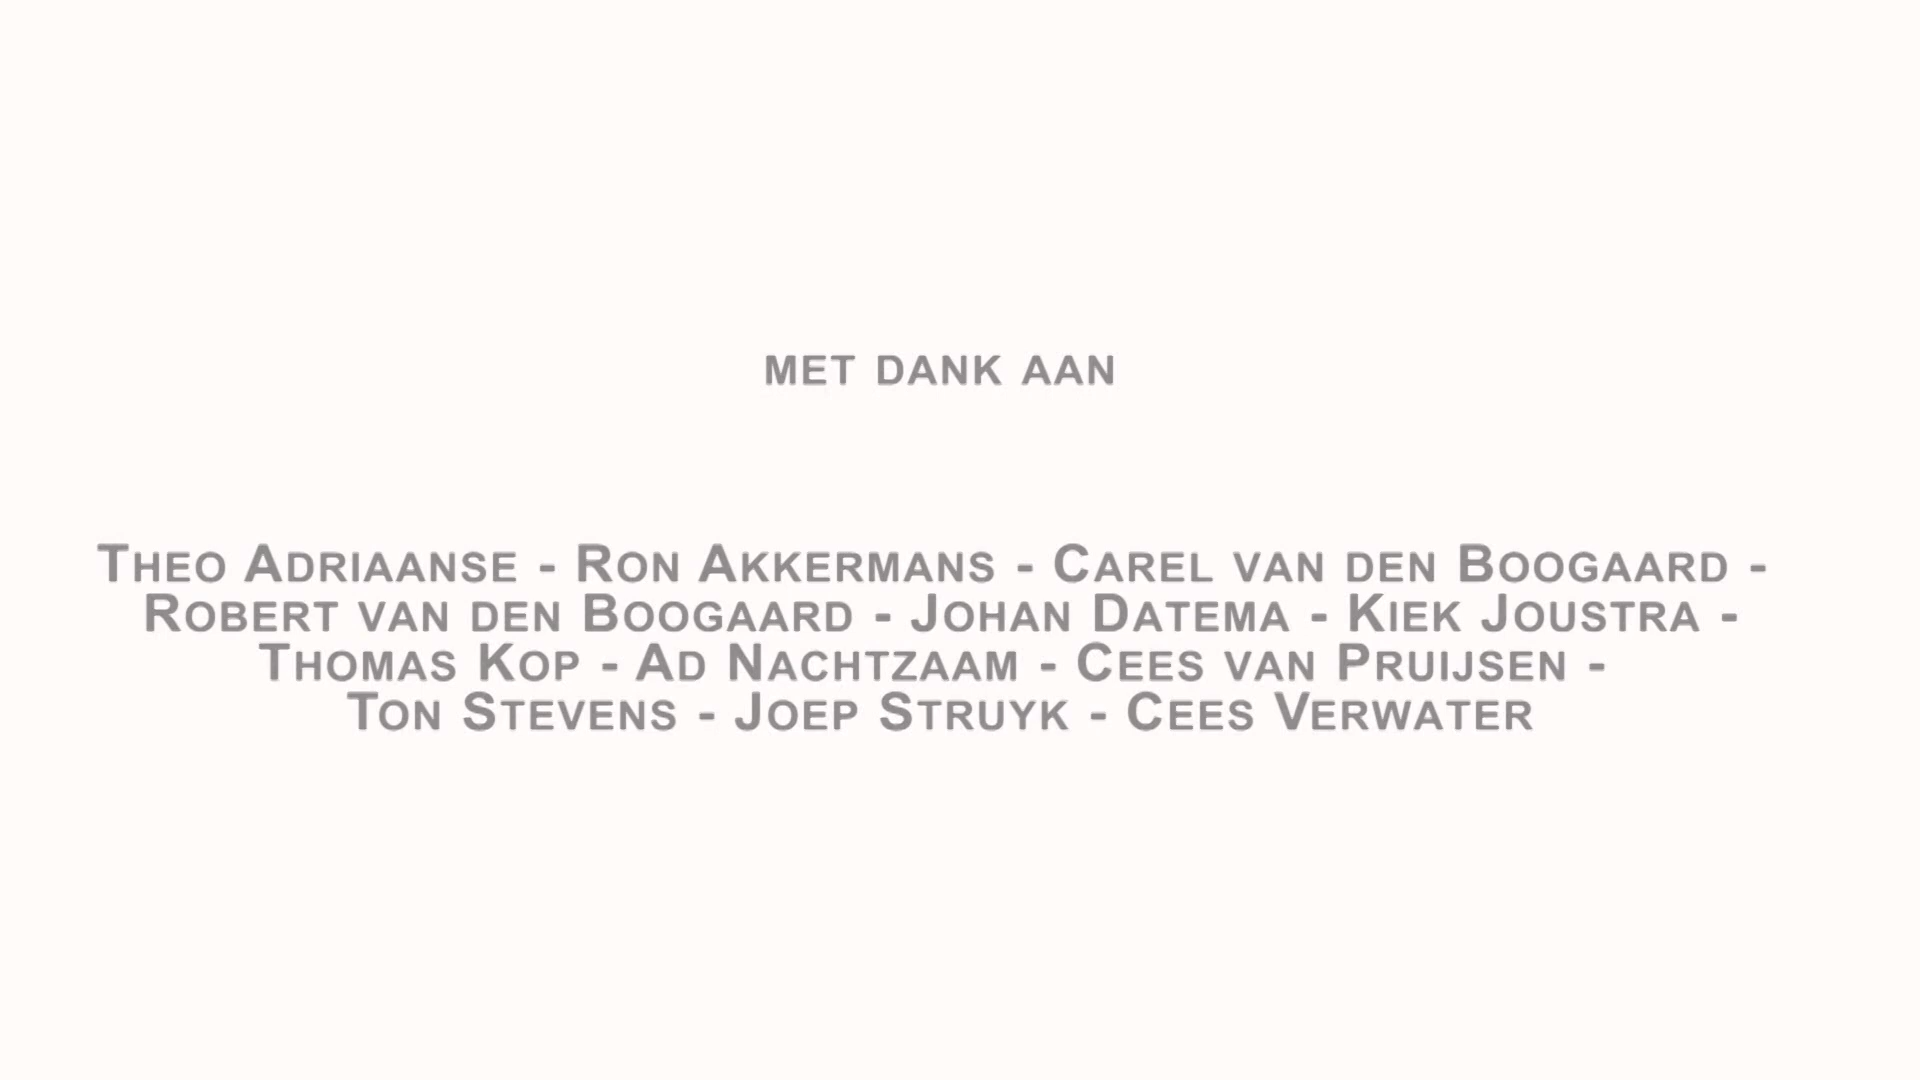 MET DANK AAN
THEO ADRIAANSE - RON AKKERMANS - CAREL VAN DEN BOOGAARD -
ROBERT VAN DEN BOOGAARD - JOHAN DATEMA - KIEK JOUSTRA -
THOMAS KOP - AD NACHTZAAM - CEES VAN PRUIJSEN -
TON STEVENS - JOEP STRUYK - CEES VERWATER